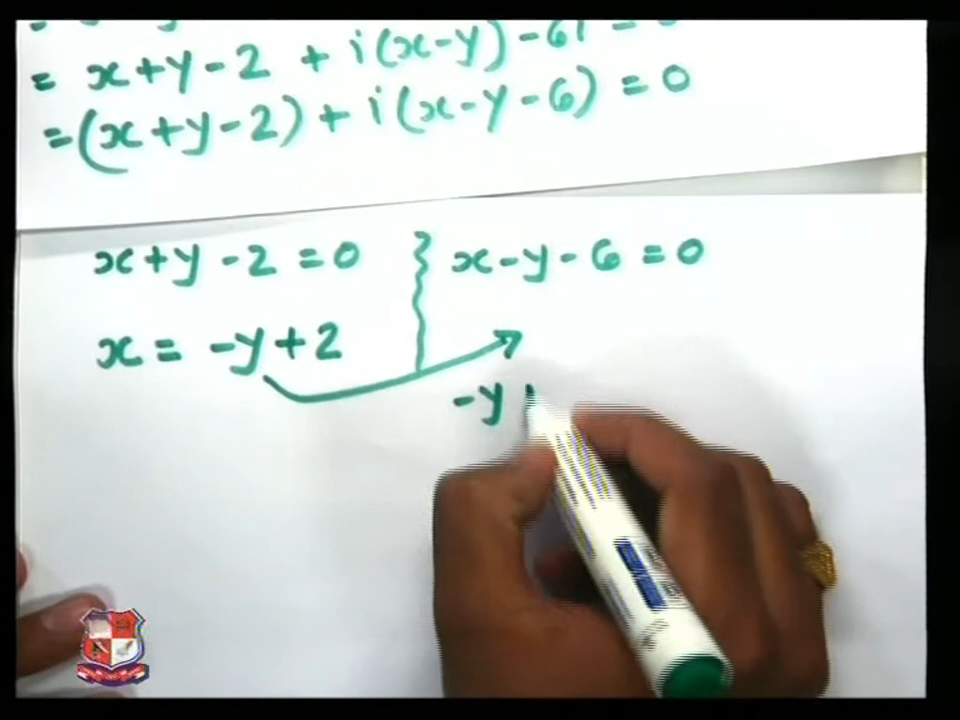 = x+y-2 + i(x-y) -6i = 0
=(x+y-2) + i(x-y-6) = 0
x+y-2=0 x-y-6=0
x = -y+2
-y